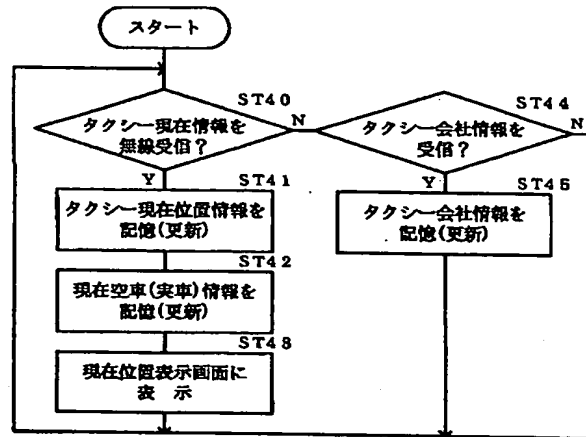 スタート
ST40
タクシー現在情報を
無線受信?
N
Y
ST41
タクシー現在位置情報を
記憶(更新)
ST42
現在空車(実車)情報を
記憶(更新)
ST43
現在位置表示画面に
表 示
ST44
タクシー会社情報を
受信?
N
Y
ST45
タクシー会社情報を
記憶(更新)